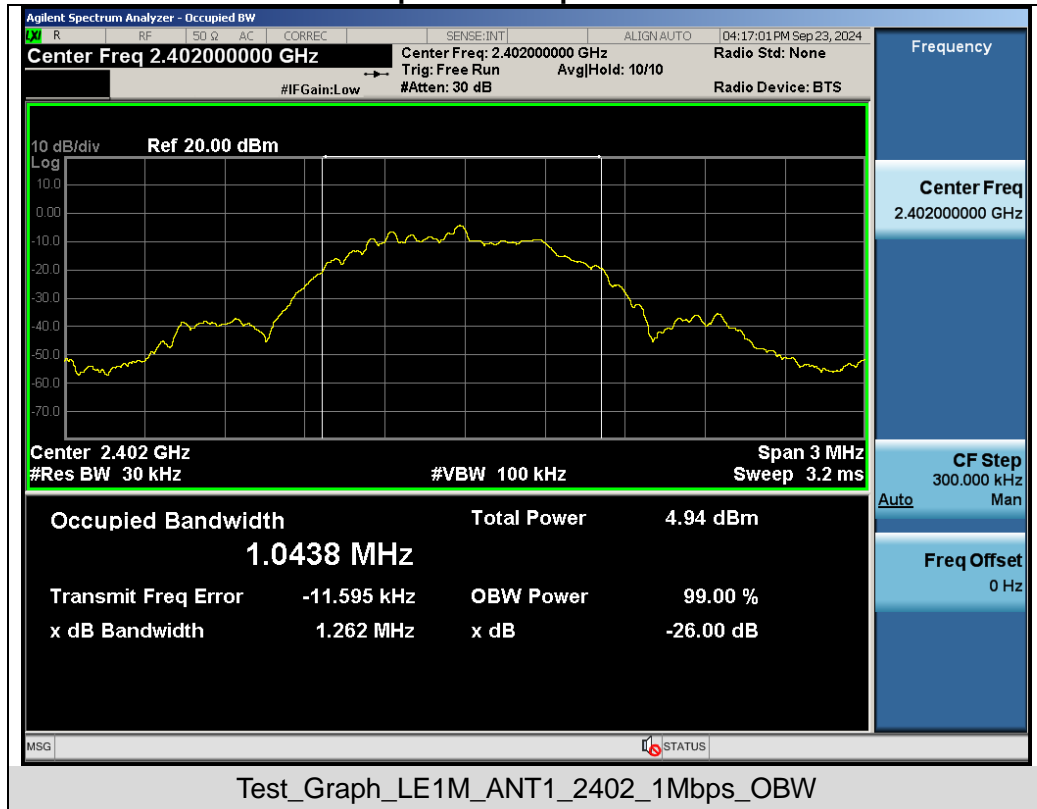 Agilent Spectrum Analyzer - Occupied BW
LXI R RF 50 Ω AC CORREC SENSE:INT ALIGN AUTO 04:17:01 PM Sep 23, 2024
Center Freq 2.402000000 GHz
Center Freq: 2.402000000 GHz Radio Std: None
Trig: Free Run Avg|Hold: 10/10
#IFGain:Low #Atten: 30 dB Radio Device: BTS
10 dB/div Ref 20.00 dBm
Log
10.0
0.00
-10.0
-20.0
-30.0
-40.0
-50.0
-60.0
-70.0
Center 2.402 GHz Span 3 MHz
#Res BW 30 kHz #VBW 100 kHz Sweep 3.2 ms
Occupied Bandwidth Total Power 4.94 dBm
1.0438 MHz
Transmit Freq Error -11.595 kHz OBW Power 99.00 %
x dB Bandwidth 1.262 MHz x dB -26.00 dB
Frequency
Center Freq
2.402000000 GHz
CF Step
300.000 kHz
Auto Man
Freq Offset
0 Hz
MSG STATUS
Test_Graph_LE1M_ANT1_2402_1Mbps_OBW